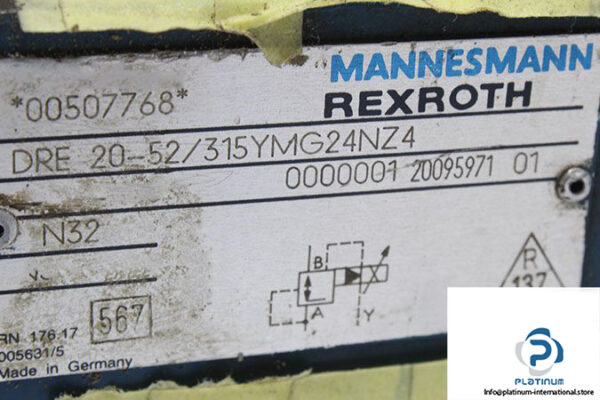 MANNESMANN
REXROTH
*00507768*
DRE 20-52/315YMG24NZ4
0000001 20095971 01
N32
B
A
Y
R
137
567
RN 176.17
005631/5
Made in Germany
PLATINUM
Info@platinum-international.store